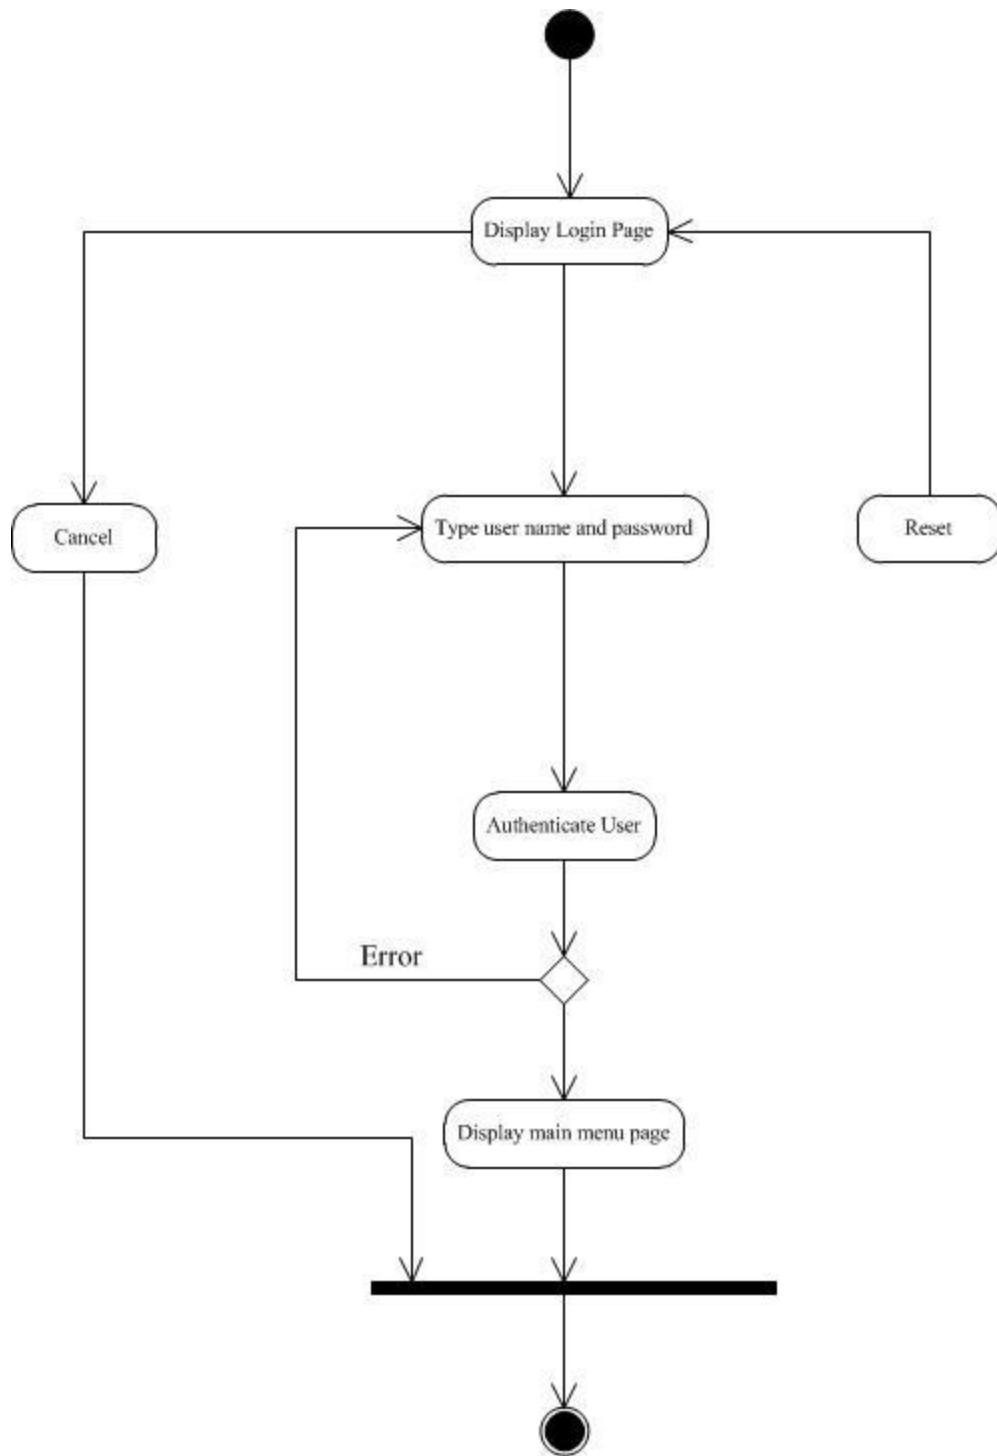 Display Login Page
Cancel
Type user name and password
Reset
Authenticate User
Error
Display main menu page